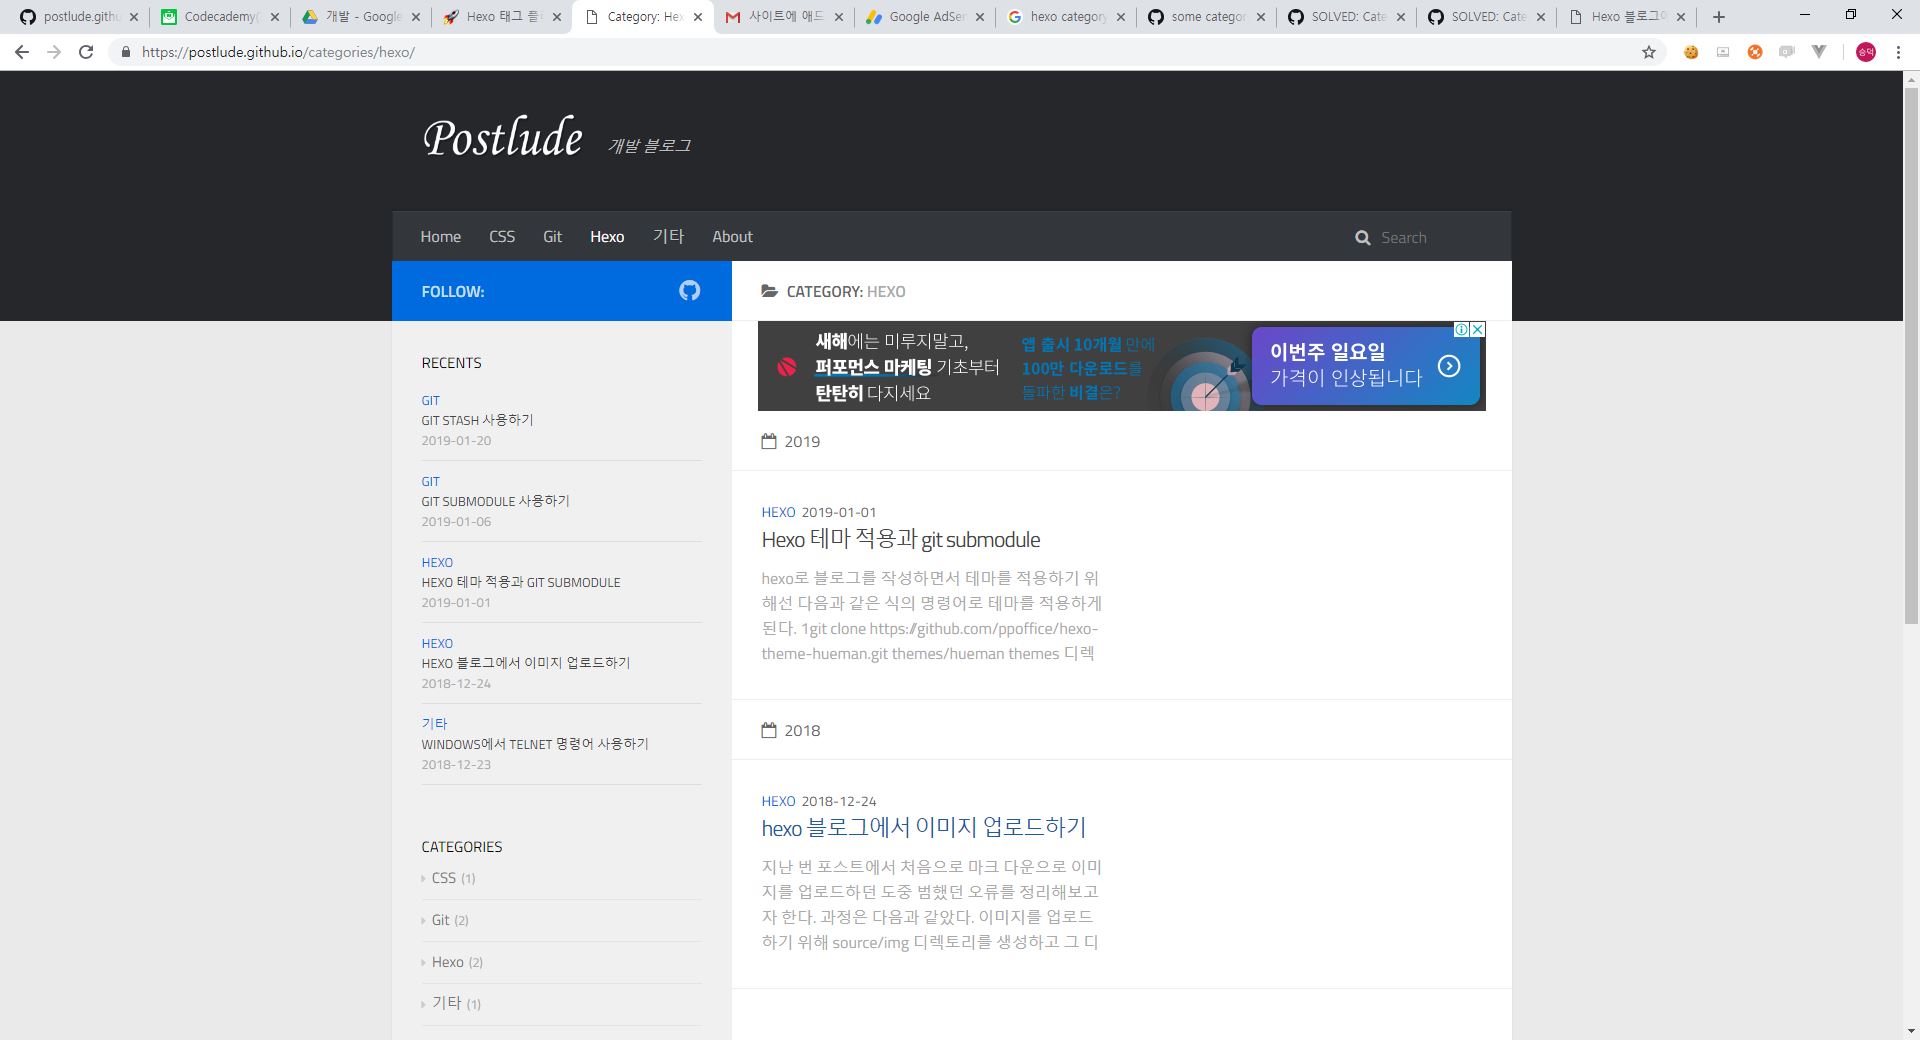 postlude.githu
Codecademy(
개발 - Google
Hexo 태그 플
Category: Hex
사이트에 애드
Google AdSen
hexo category
some categor
SOLVED: Cate
SOLVED: Cate
Hexo 블로그에
https://postlude.github.io/categories/hexo/
승덕
Postlude
개발 블로그
Home
CSS
Git
Hexo
기타
About
Search
FOLLOW:
CATEGORY: HEXO
새해에는 미루지말고,
퍼포먼스 마케팅 기초부터
탄탄히 다지세요
앱 출시 10개월 만에
100만 다운로드를
돌파한 비결은?
이번주 일요일
가격이 인상됩니다
RECENTS
GIT
GIT STASH 사용하기
2019-01-20
GIT
GIT SUBMODULE 사용하기
2019-01-06
HEXO
HEXO 테마 적용과 GIT SUBMODULE
2019-01-01
HEXO
HEXO 블로그에서 이미지 업로드하기
2018-12-24
기타
WINDOWS에서 TELNET 명령어 사용하기
2018-12-23
CATEGORIES
CSS (1)
Git (2)
Hexo (2)
기타 (1)
2019
HEXO 2019-01-01
Hexo 테마 적용과 git submodule
hexo로 블로그를 작성하면서 테마를 적용하기 위
해선 다음과 같은 식의 명령어로 테마를 적용하게
된다. 1git clone https://github.com/ppoffice/hexo-
theme-hueman.git themes/hueman themes 디렉
2018
HEXO 2018-12-24
hexo 블로그에서 이미지 업로드하기
지난 번 포스트에서 처음으로 마크 다운으로 이미
지를 업로드하던 도중 범했던 오류를 정리해보고
자 한다. 과정은 다음과 같았다. 이미지를 업로드
하기 위해 source/img 디렉토리를 생성하고 그 디